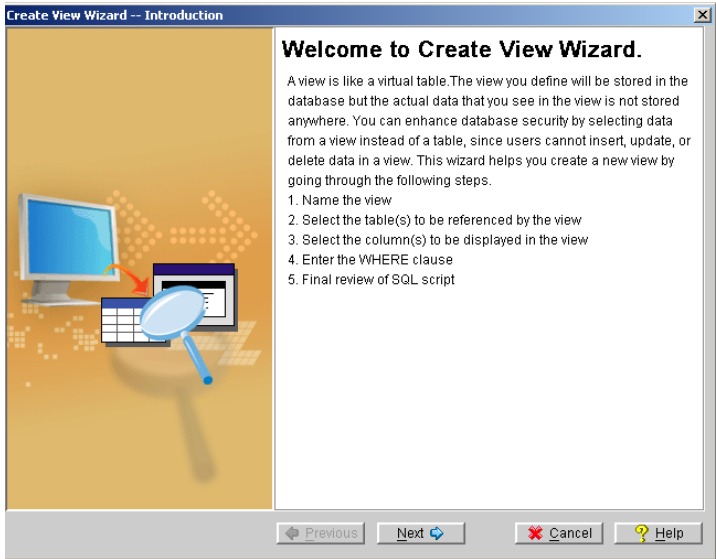 Create View Wizard -- Introduction
Welcome to Create View Wizard.
A view is like a virtual table.The view you define will be stored in the
database but the actual data that you see in the view is not stored
anywhere. You can enhance database security by selecting data
from a view instead of a table, since users cannot insert, update, or
delete data in a view. This wizard helps you create a new view by
going through the following steps.
1. Name the view
2. Select the table(s) to be referenced by the view
3. Select the column(s) to be displayed in the view
4. Enter the WHERE clause
5. Final review of SQL script
Previous Next Cancel Help